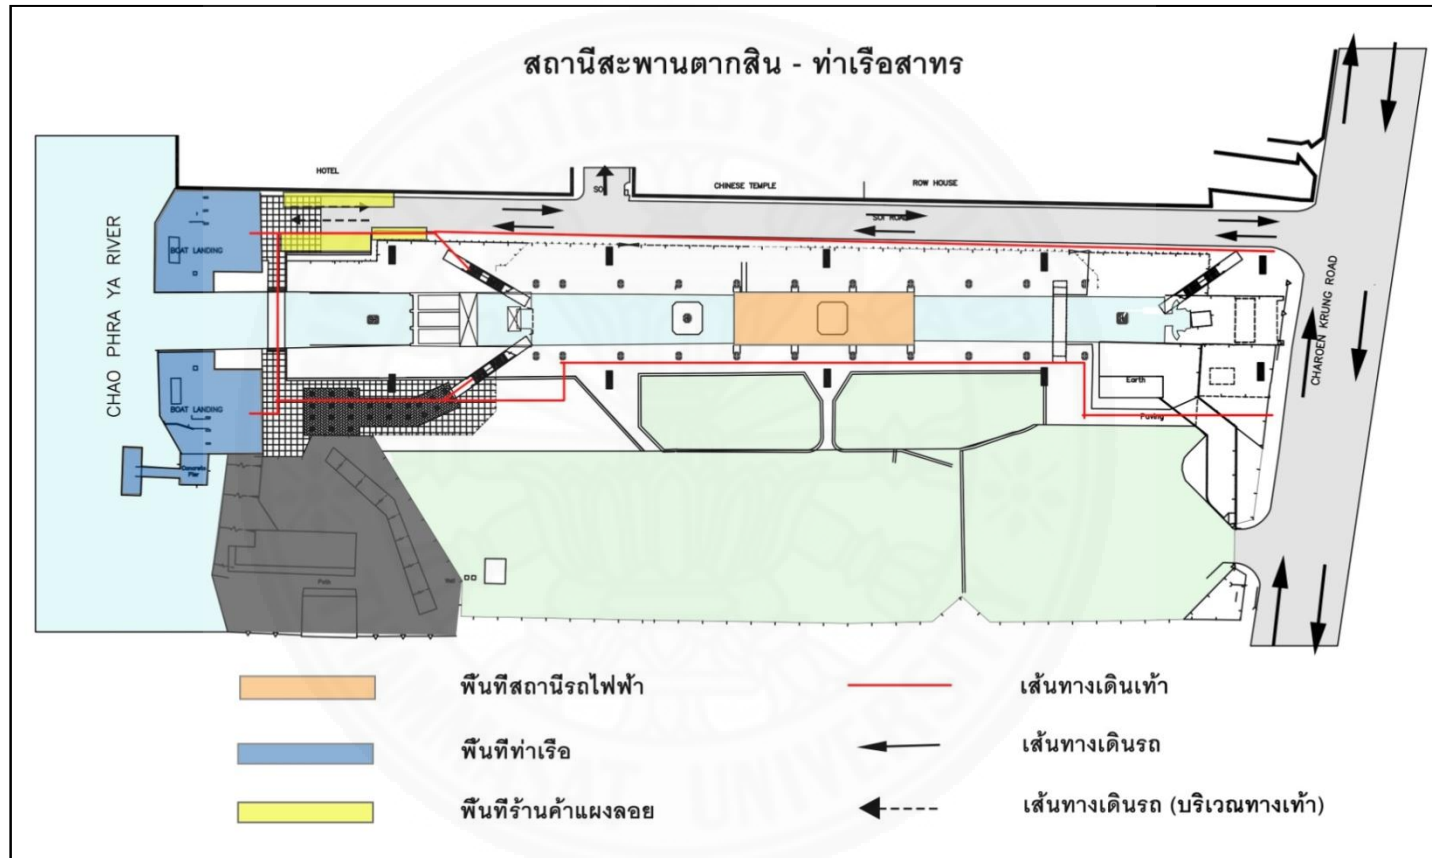 สถานีสะพานตากสิน - ท่าเรือสาทร
HOTEL
SOI
CHINESE TEMPLE
ROW HOUSE
SOI ROAD
BOAT LANDING
CHAO PHRA YA RIVER
CHAROEN KRUNG ROAD
Earth
BOAT LANDING
Paving
Concrete
Pier
Path
Wall
พื้นที่สถานีรถไฟฟ้า
เส้นทางเดินเท้า
พื้นที่ท่าเรือ
เส้นทางเดินรถ
พื้นที่ร้านค้าแผงลอย
เส้นทางเดินรถ (บริเวณทางเท้า)